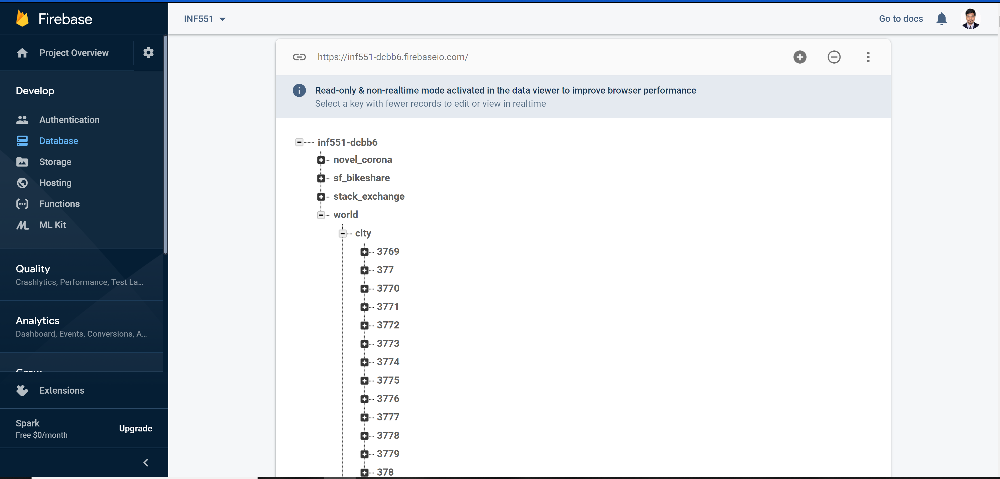 Firebase
Project Overview
Develop
Authentication
Database
Storage
Hosting
Functions
ML Kit
Quality
Crashlytics, Performance, Test La...
Analytics
Dashboard, Events, Conversions, A...
Grow
Extensions
Spark
Free $0/month
Upgrade
INF551
Go to docs
https://inf551-dcbb6.firebaseio.com/
Read-only & non-realtime mode activated in the data viewer to improve browser performance
Select a key with fewer records to edit or view in realtime
inf551-dcbb6
novel_corona
sf_bikeshare
stack_exchange
world
city
3769
377
3770
3771
3772
3773
3774
3775
3776
3777
3778
3779
378